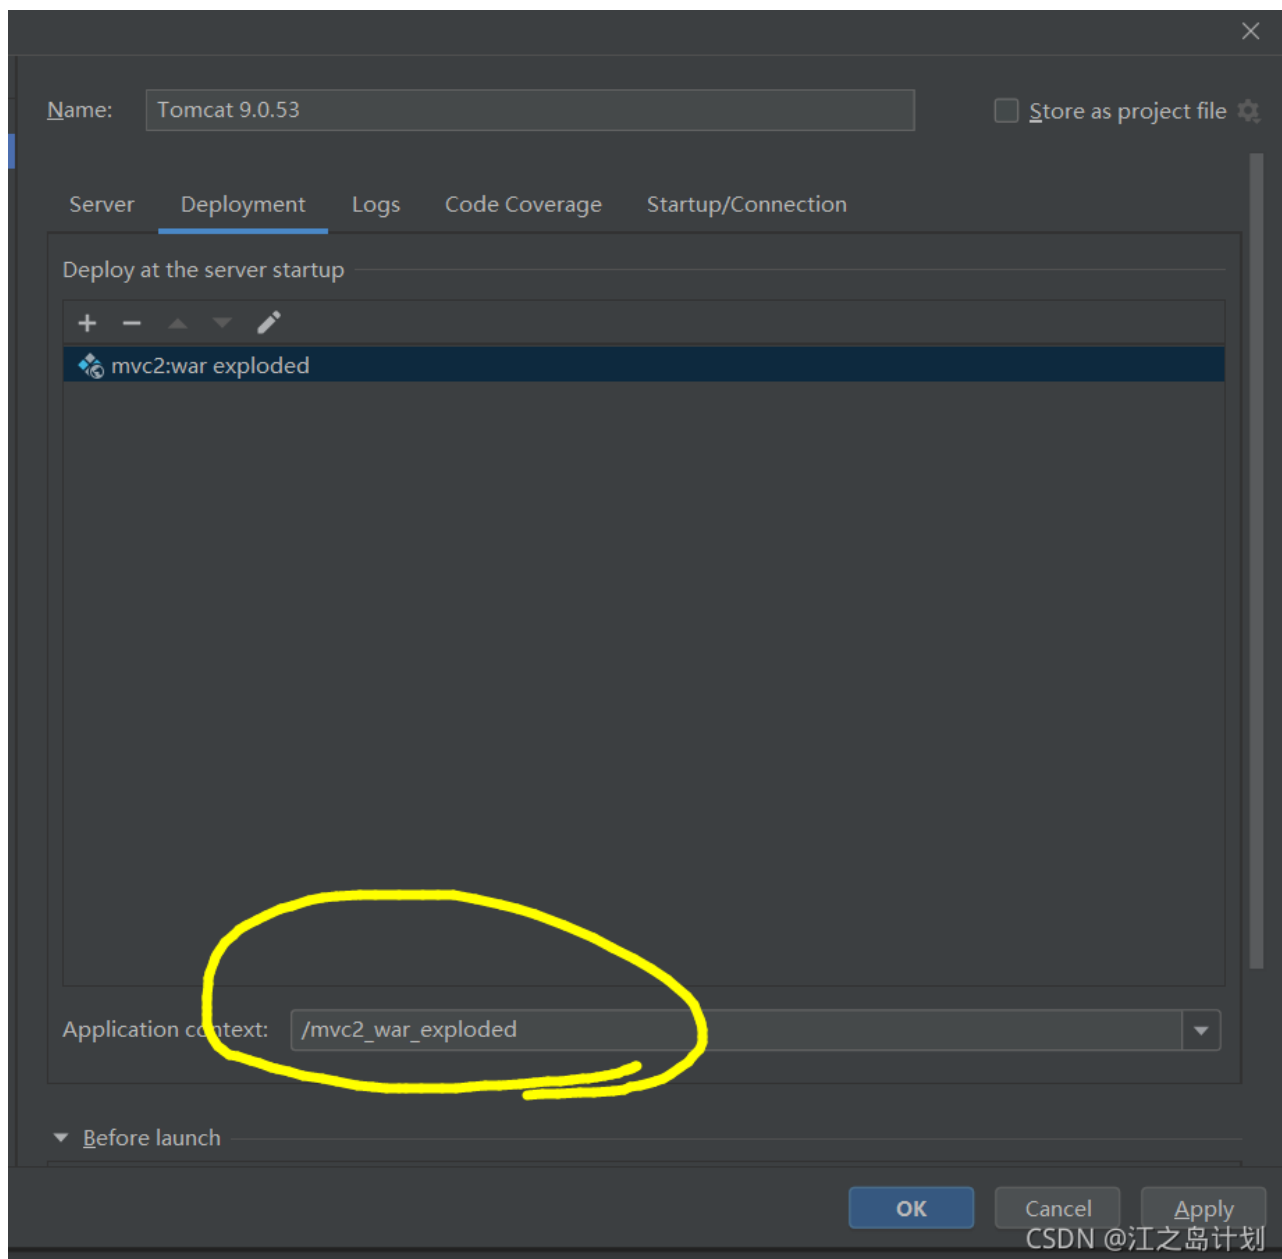 Name: Tomcat 9.0.53 Store as project file
Server Deployment Logs Code Coverage Startup/Connection
Deploy at the server startup
mvc2:war exploded
Application context: /mvc2_war_exploded
Before launch
OK Cancel Apply
CSDN @江之岛计划